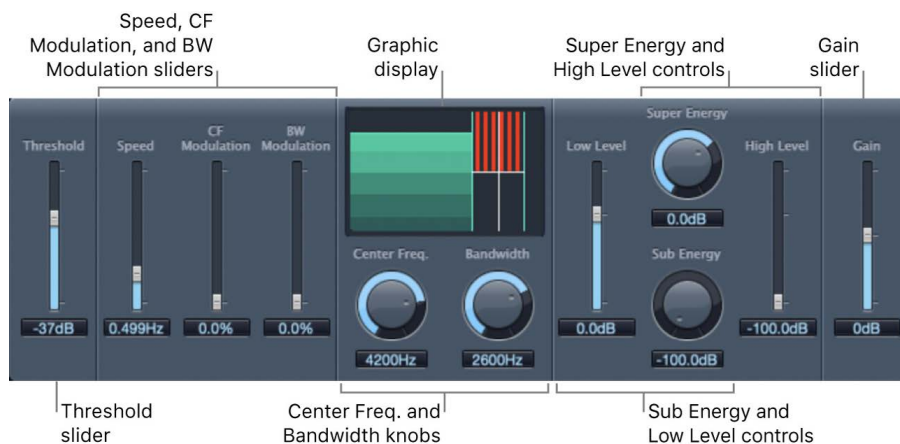 Speed, CF
Modulation, and BW
Modulation sliders
Graphic
display
Super Energy and
High Level controls
Gain
slider
Threshold
Speed
CF
Modulation
BW
Modulation
Low Level
Super Energy
High Level
Gain
0.0dB
Center Freq.
Bandwidth
Sub Energy
-37dB
0.499Hz
0.0%
0.0%
4200Hz
2600Hz
0.0dB
-100.0dB
-100.0dB
0dB
Threshold
slider
Center Freq. and
Bandwidth knobs
Sub Energy and
Low Level controls